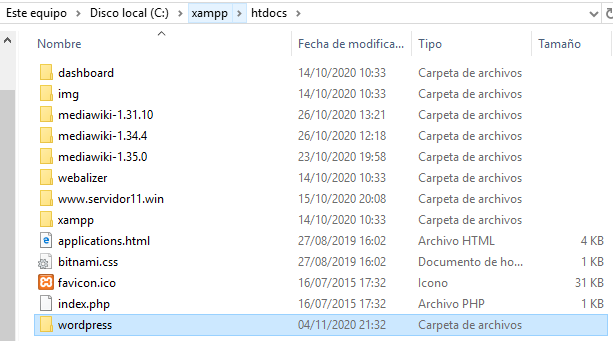 Este equipo > Disco local (C:) > xampp > htdocs >
Nombre Fecha de modifica... Tipo Tamaño
dashboard 14/10/2020 10:33 Carpeta de archivos
img 14/10/2020 10:33 Carpeta de archivos
mediawiki-1.31.10 26/10/2020 13:21 Carpeta de archivos
mediawiki-1.34.4 26/10/2020 12:18 Carpeta de archivos
mediawiki-1.35.0 23/10/2020 19:58 Carpeta de archivos
webalizer 14/10/2020 10:33 Carpeta de archivos
www.servidor11.win 15/10/2020 20:08 Carpeta de archivos
xampp 14/10/2020 10:33 Carpeta de archivos
applications.html 27/08/2019 16:02 Archivo HTML 4 KB
bitnami.css 27/08/2019 16:02 Documento de ho... 1 KB
favicon.ico 16/07/2015 17:32 Icono 31 KB
index.php 16/07/2015 17:32 Archivo PHP 1 KB
wordpress 04/11/2020 21:32 Carpeta de archivos